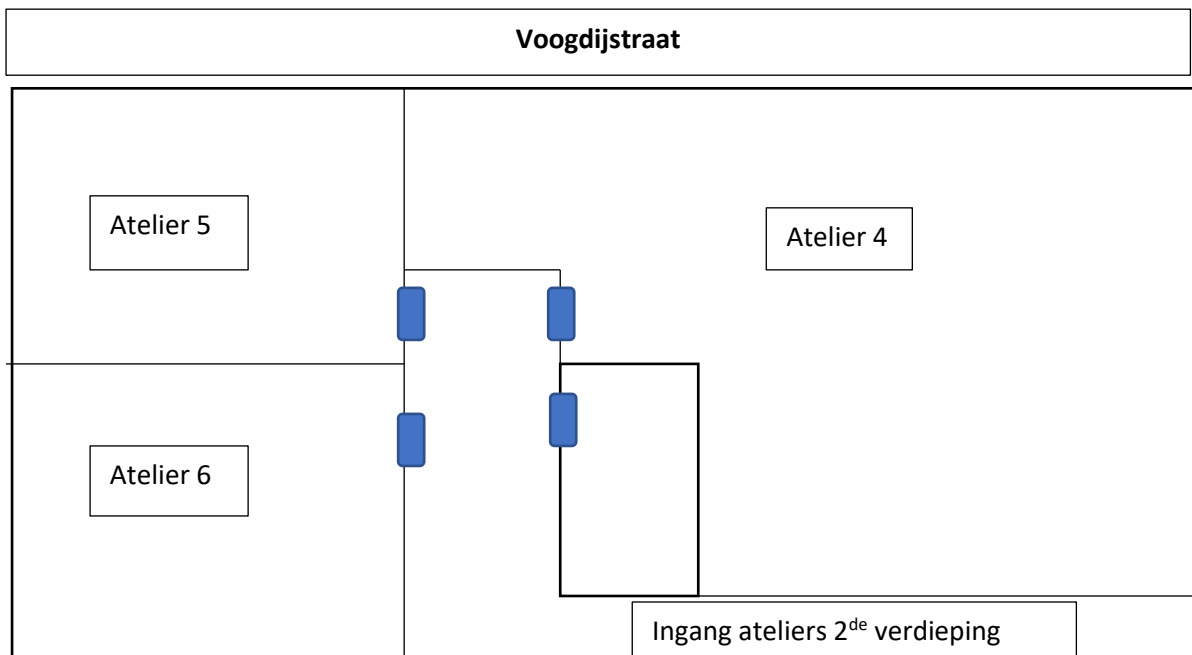 Voogdijstraat
Atelier 5
Atelier 4
Atelier 6
Ingang ateliers 2de verdieping